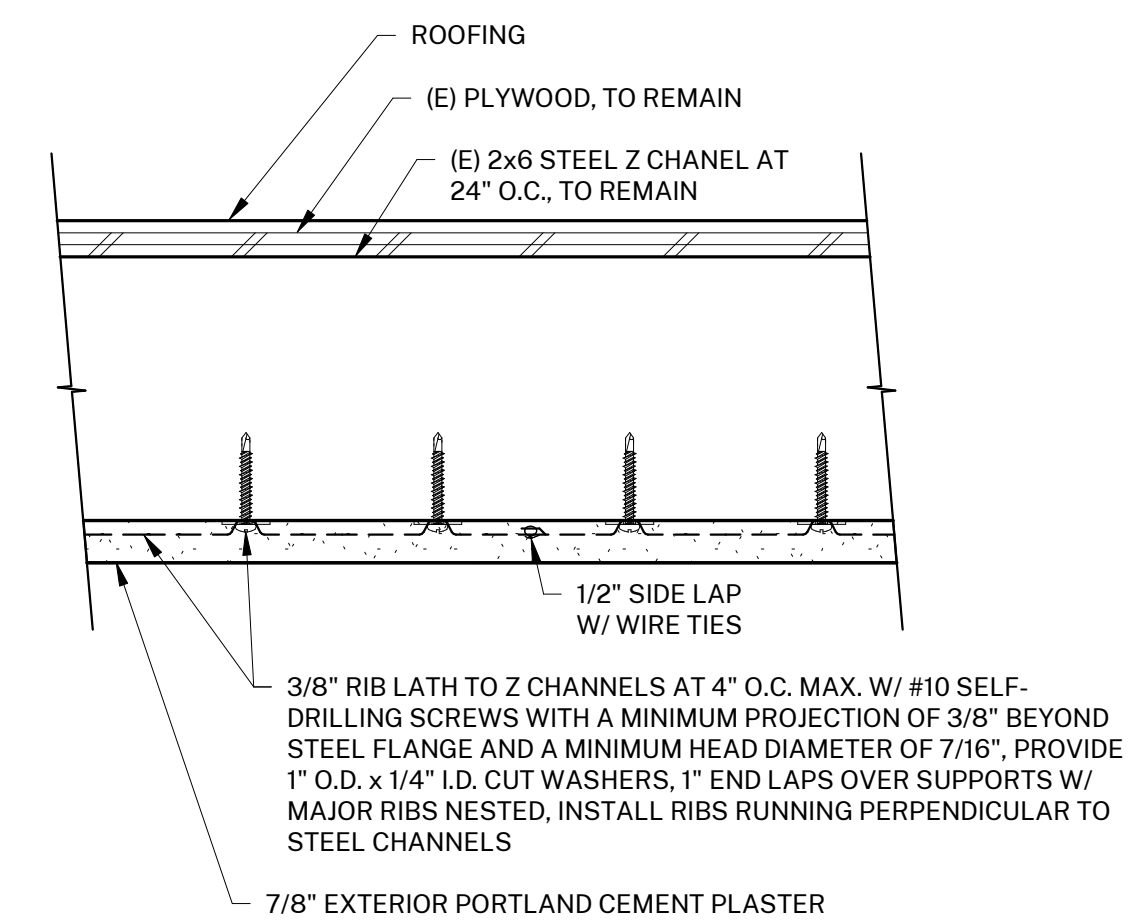 ROOFING
(E) PLYWOOD, TO REMAIN
(E) 2x6 STEEL Z CHANEL AT
24" O.C., TO REMAIN
1/2" SIDE LAP
W/ WIRE TIES
3/8" RIB LATH TO Z CHANNELS AT 4" O.C. MAX. W/ #10 SELF-
DRILLING SCREWS WITH A MINIMUM PROJECTION OF 3/8" BEYOND
STEEL FLANGE AND A MINIMUM HEAD DIAMETER OF 7/16", PROVIDE
1" O.D. x 1/4" I.D. CUT WASHERS, 1" END LAPS OVER SUPPORTS W/
MAJOR RIBS NESTED, INSTALL RIBS RUNNING PERPENDICULAR TO
STEEL CHANNELS
7/8" EXTERIOR PORTLAND CEMENT PLASTER